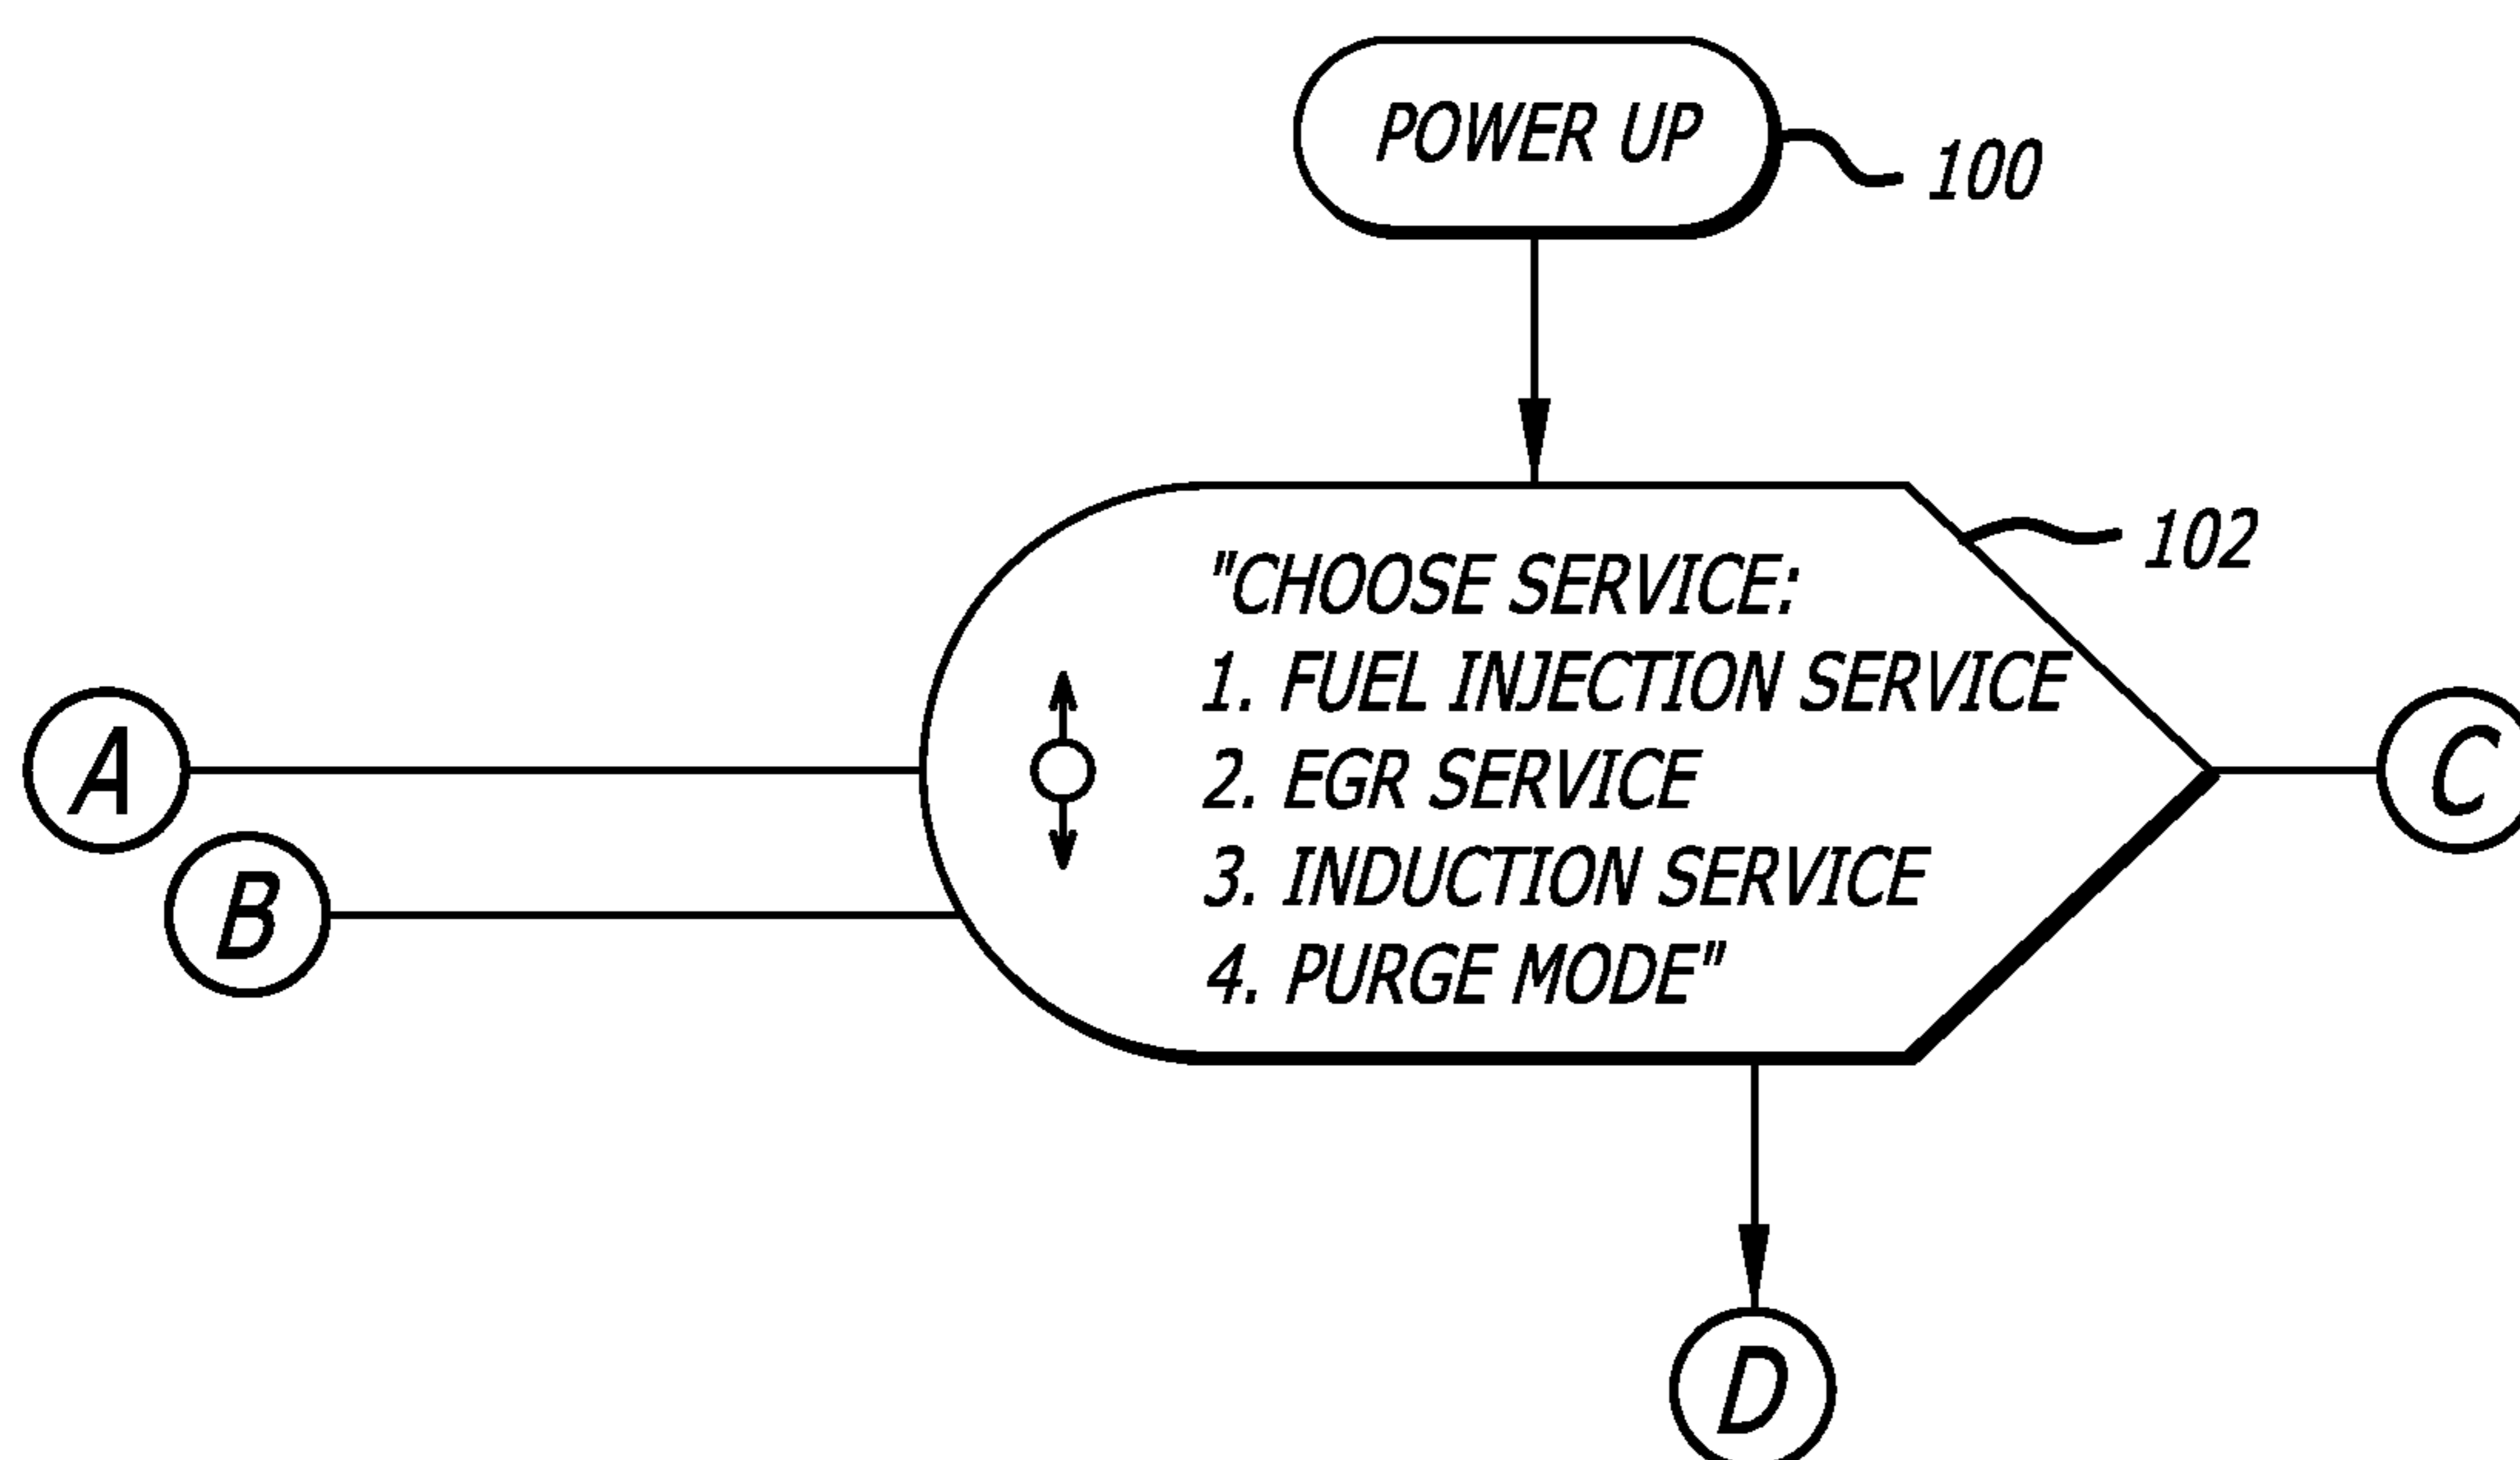 POWER UP
100
102
"CHOOSE SERVICE:
1. FUEL INJECTION SERVICE
2. EGR SERVICE
3. INDUCTION SERVICE
4. PURGE MODE"
A
B
C
D